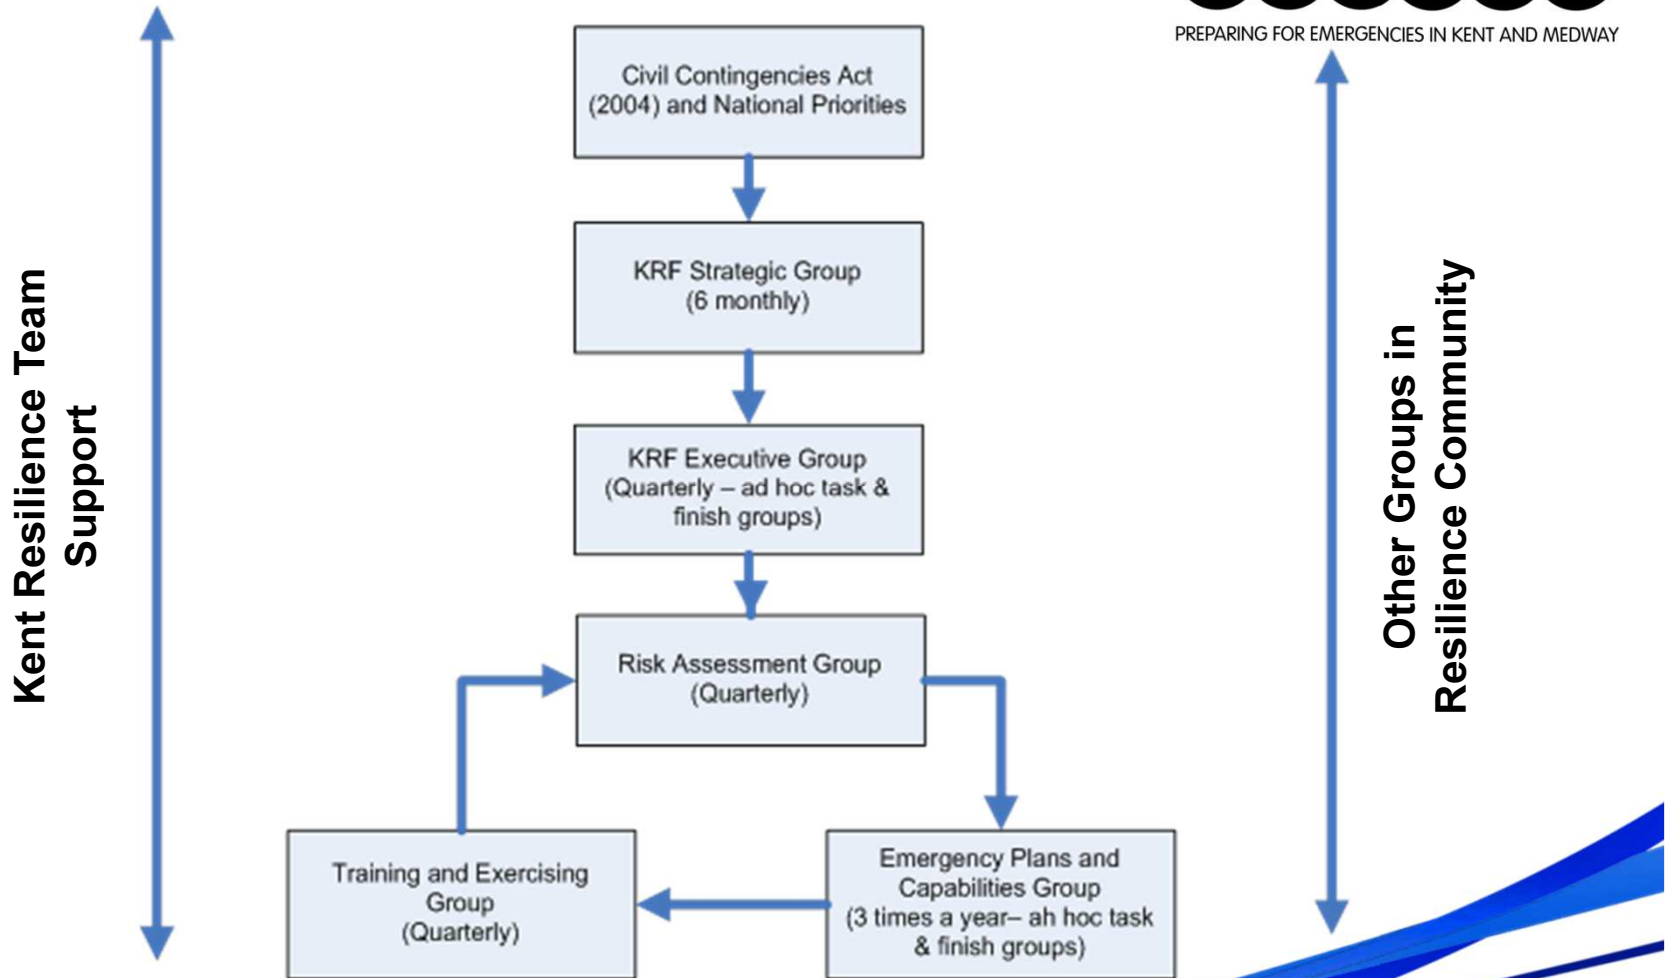 PREPARING FOR EMERGENCIES IN KENT AND MEDWAY
Civil Contingencies Act
(2004) and National Priorities
KRF Strategic Group
(6 monthly)
KRF Executive Group
(Quarterly – ad hoc task &
finish groups)
Risk Assessment Group
(Quarterly)
Training and Exercising
Group
(Quarterly)
Emergency Plans and
Capabilities Group
(3 times a year– ah hoc task
& finish groups)
Kent Resilience Team
Support
Other Groups in
Resilience Community